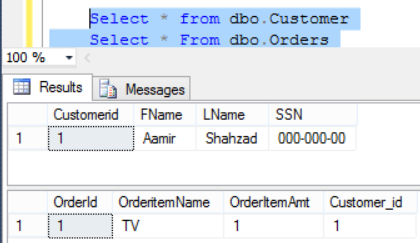 Select * from dbo.Customer
Select * From dbo.Orders
100 %
Results Messages
Customerid FName LName SSN
1 1 Aamir Shahzad 000-000-00
OrderId OrderitemName OrderItemAmt Customer_id
1 1 TV 1 1